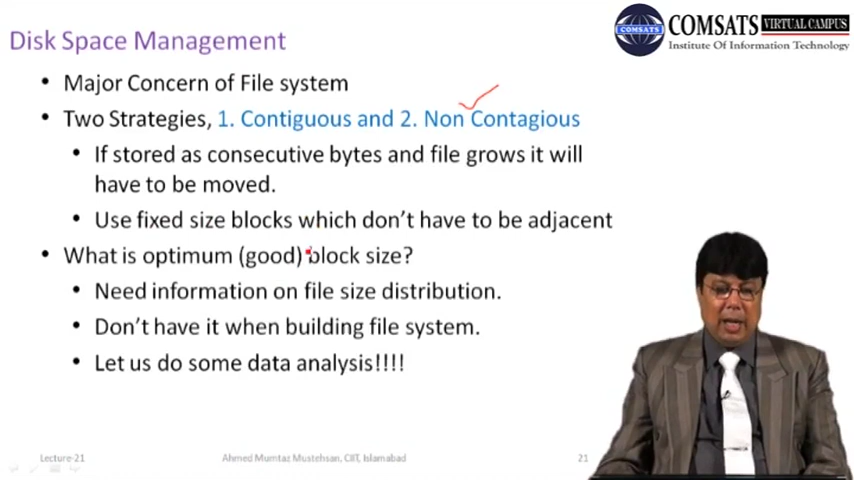 COMSATS VIRTUAL CAMPUS
COMSATS
Institute Of Information Technology
Disk Space Management
• Major Concern of File system
• Two Strategies, 1. Contiguous and 2. Non Contagious
• If stored as consecutive bytes and file grows it will
have to be moved.
• Use fixed size blocks which don't have to be adjacent
• What is optimum (good) block size?
• Need information on file size distribution.
• Don't have it when building file system.
• Let us do some data analysis!!!!
Lecture-21
Ahmed Mumtaz Mustehsan, CIIT, Islamabad
21